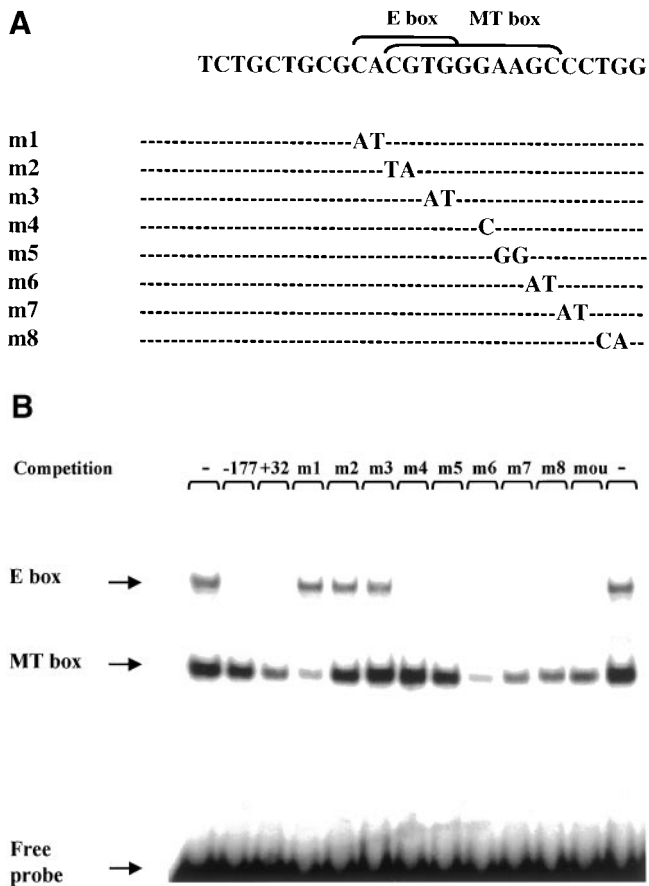 A
E box MT box
TCTGCTGCGCACGTGGGAAGCCCTGG
m1 AT
m2 TA
m3 AT
m4 C
m5 GG
m6 AT
m7 AT
m8 CA
B
Competition - -177 +32 m1 m2 m3 m4 m5 m6 m7 m8 mou -
E box
MT box
Free
probe